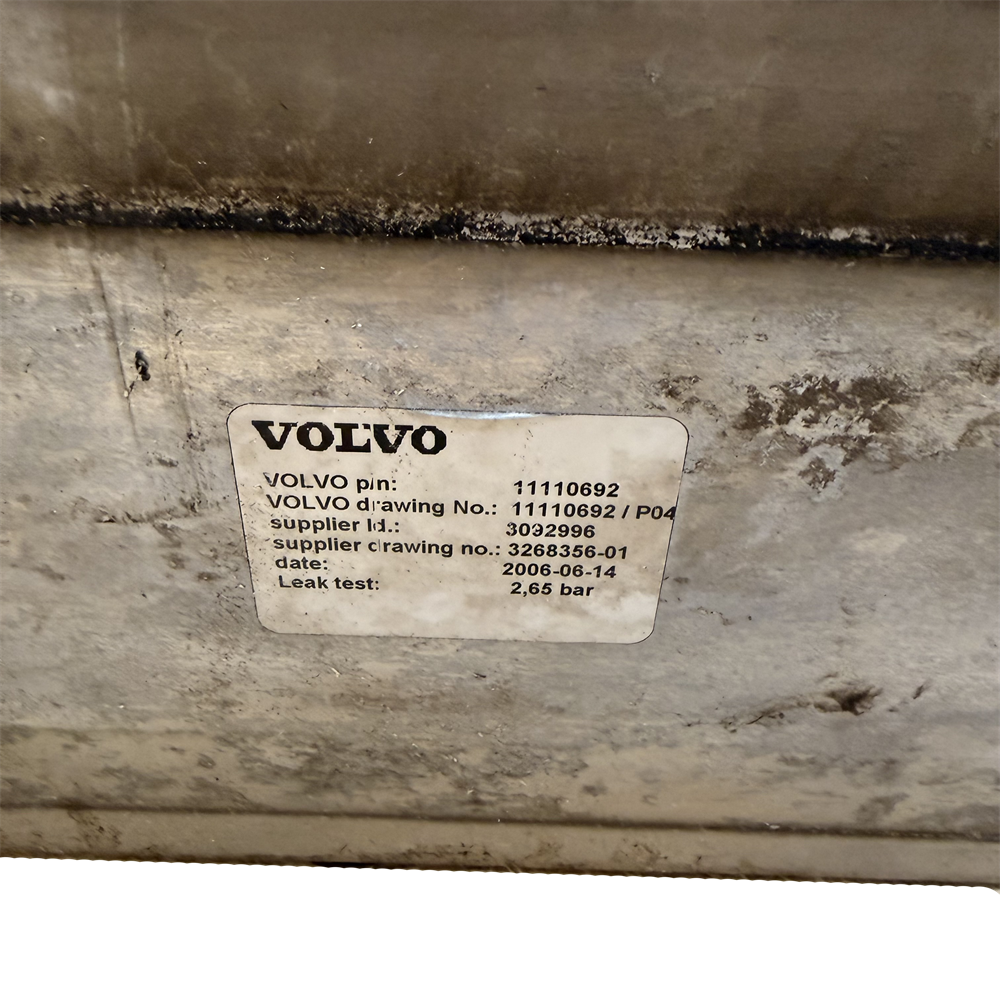 VOLVO
VOLVO p/n: 11110692
VOLVO drawing No.: 11110692 / P04
supplier Id.: 3092996
supplier drawing no.: 3268356-01
date: 2006-06-14
Leak test: 2,65 bar